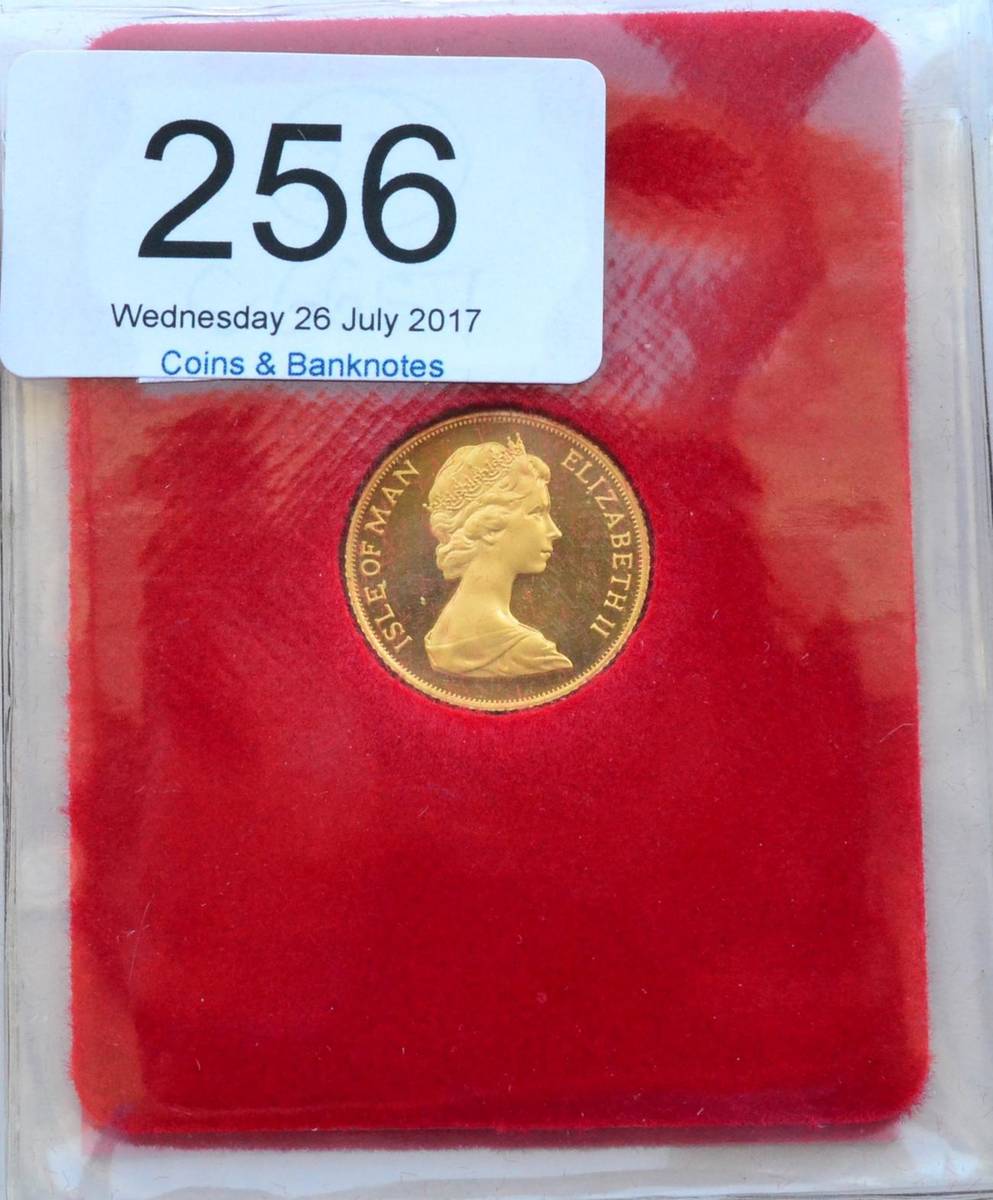 256
Wednesday 26 July 2017
Coins & Banknotes
ISLE OF MAN
ELIZABETH II